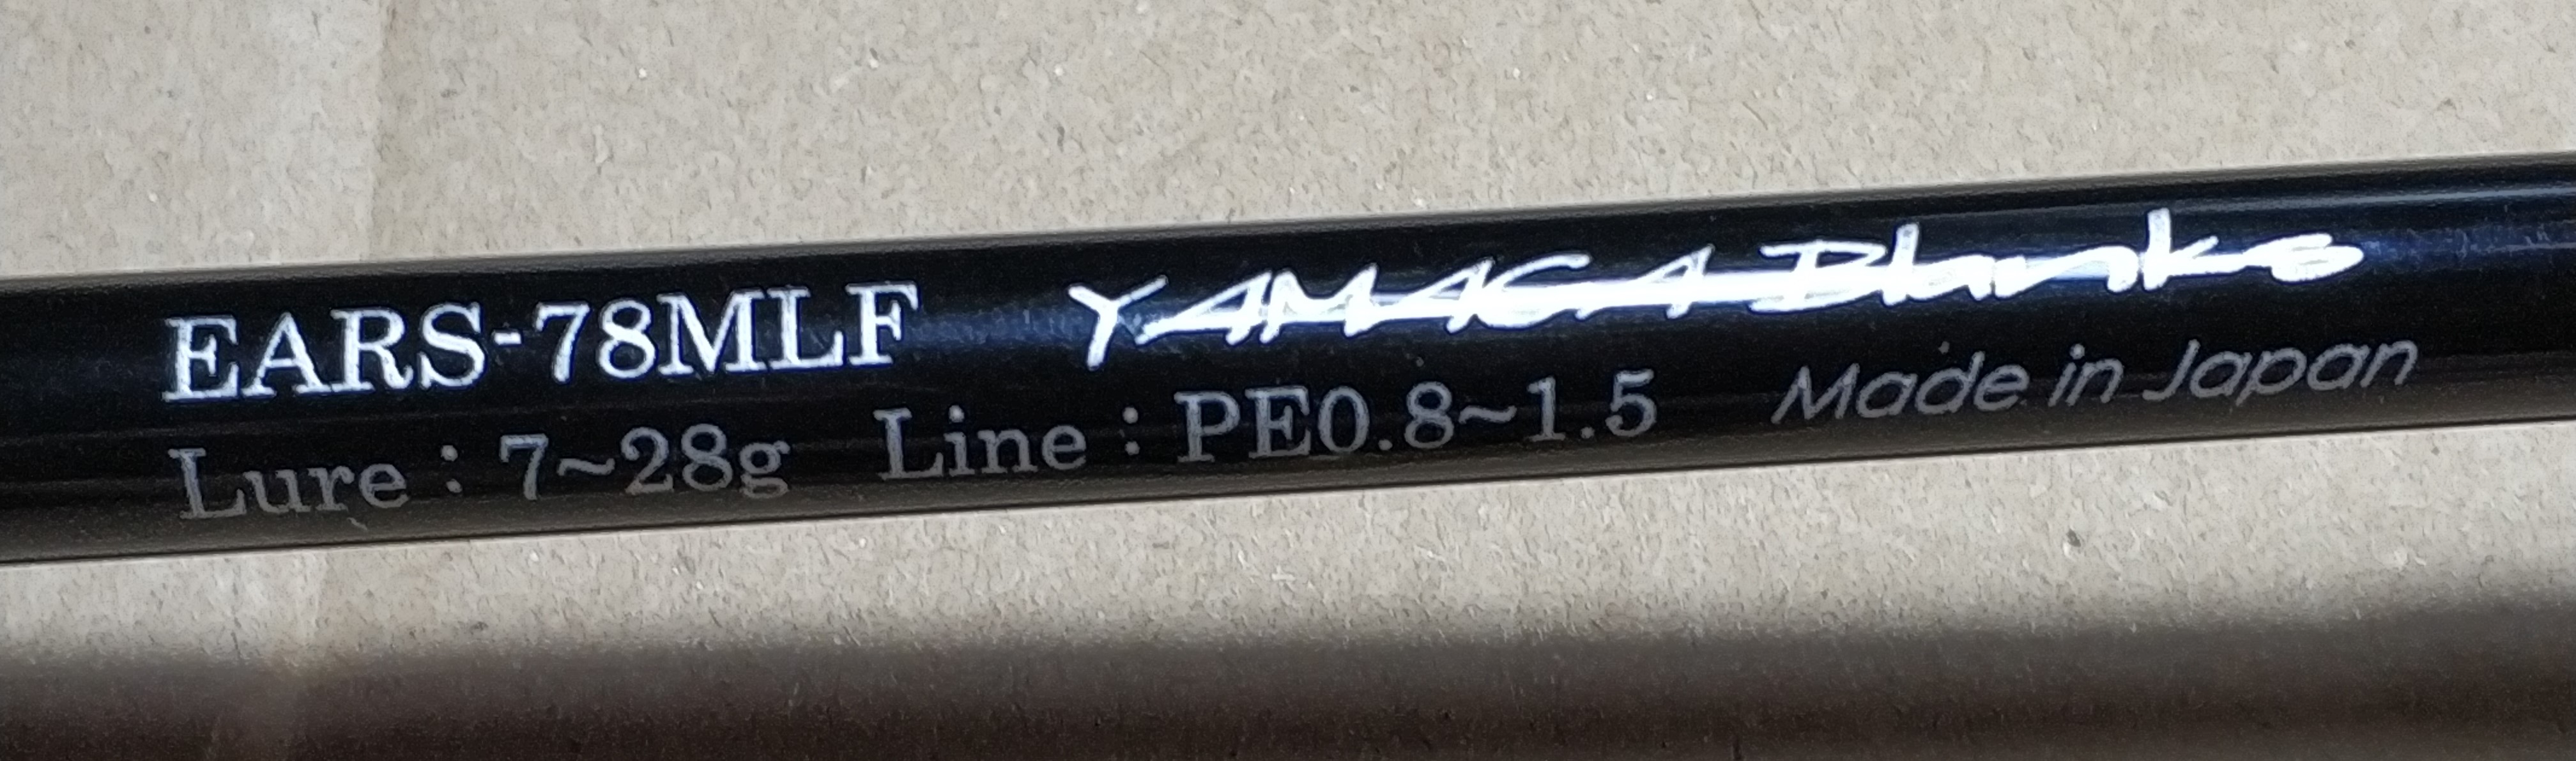 EARS-78MLF YAMAGA Blanks
Lure : 7~28g Line : PE0.8~1.5 Made in Japan